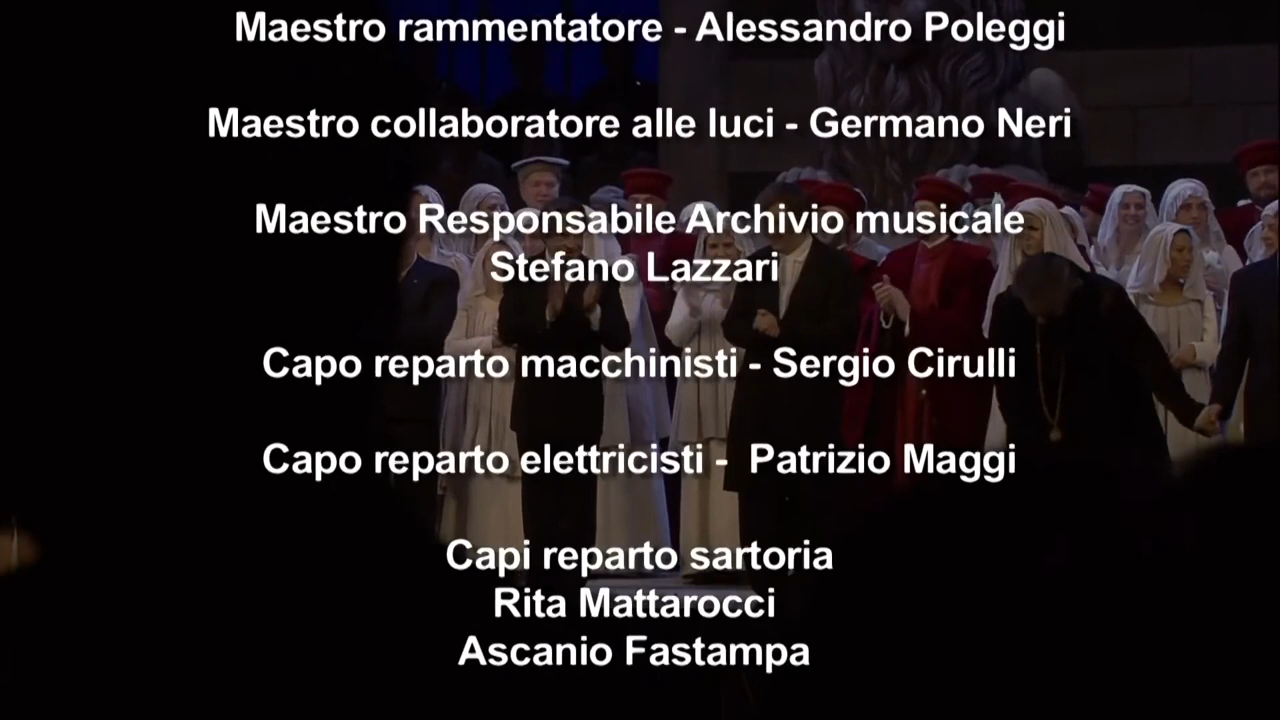 Maestro rammentatore - Alessandro Poleggi
Maestro collaboratore alle luci - Germano Neri
Maestro Responsabile Archivio musicale
Stefano Lazzari
Capo reparto macchinisti - Sergio Cirulli
Capo reparto elettricisti - Patrizio Maggi
Capi reparto sartoria
Rita Mattarocci
Ascanio Fastampa